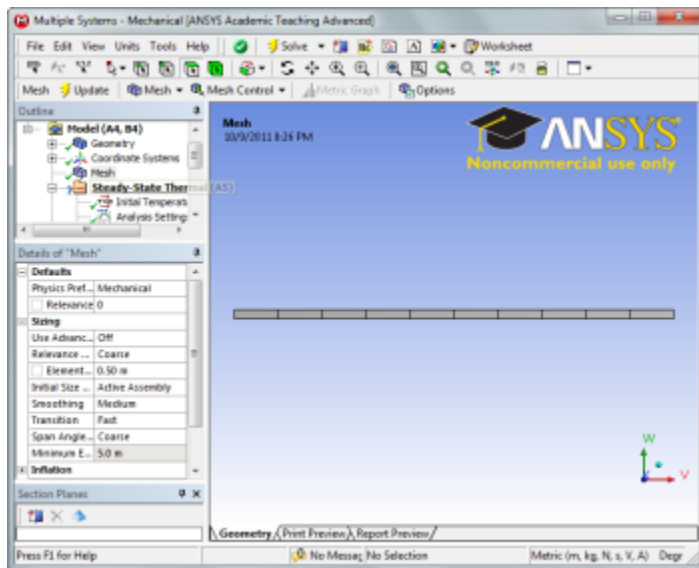 Multiple Systems - Mechanical [ANSYS Academic Teaching Advanced]
File Edit View Units Tools Help Solve Worksheet
Mesh Update Mesh Mesh Control Metric Graph Options
Outline
Model (A4, B4)
Geometry
Coordinate Systems
Mesh
Steady-State Thermal (A5)
Initial Temperat
Analysis Setting
Mesh
10/9/2011 8:26 PM
ANSYS
Noncommercial use only
Details of "Mesh"
Defaults
Physics Pref... Mechanical
Relevance 0
Sizing
Use Advanc... Off
Relevance ... Coarse
Element... 0.50 m
Initial Size ... Active Assembly
Smoothing Medium
Transition Fast
Span Angle... Coarse
Minimum E... 5.0 m
Inflation
Section Planes
W
V
Geometry Print Preview Report Preview
Press F1 for Help No Messag No Selection Metric (m, kg, N, s, V, A) Degr